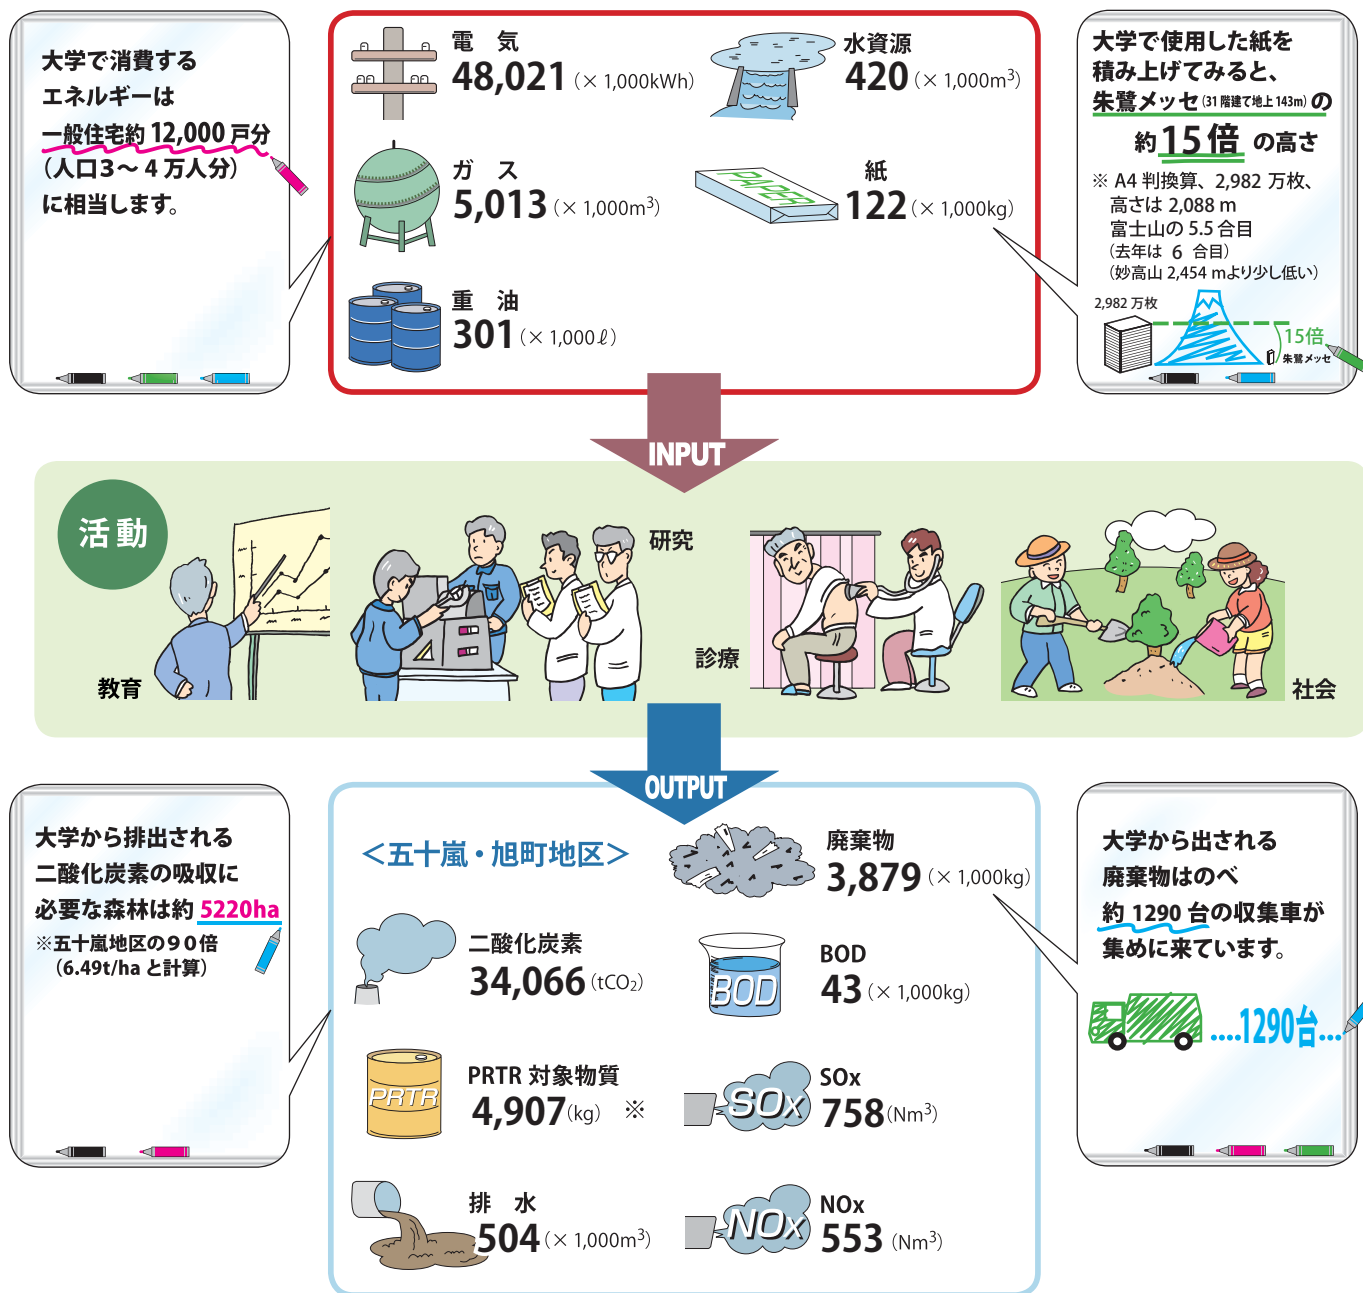 大学で消費する
エネルギーは
一般住宅約 12,000 戸分
（人口３～４万人分）
に相当します。
電　気
48,021（× 1,000kWh）
水資源
420（× 1,000m³）
ガ　ス
5,013（× 1,000m³）
紙
122（× 1,000kg）
PAPER
重　油
301（× 1,000ℓ）
大学で使用した紙を
積み上げてみると、
朱鷺メッセ（31 階建て地上 143m）の
約 15 倍 の高さ
※ A4 判換算、2,982 万枚、
高さは 2,088 m
富士山の 5.5 合目
（去年は 6 合目）
（妙高山 2,454 mより少し低い）
2,982 万枚
15倍
朱鷺メッセ
INPUT
活動
教育
研究
診療
社会
OUTPUT
大学から排出される
二酸化炭素の吸収に
必要な森林は約 5220ha
※五十嵐地区の９０倍
（6.49t/ha と計算）
＜五十嵐・旭町地区＞
廃棄物
3,879（× 1,000kg）
二酸化炭素
34,066（tCO₂）
BOD
BOD
43（× 1,000kg）
PRTR
PRTR 対象物質
4,907（kg）　※
SOx
SOx
758（Nm³）
排　水
504（× 1,000m³）
NOx
NOx
553（Nm³）
大学から出される
廃棄物はのべ
約 1290 台の収集車が
集めに来ています。
....1290台...